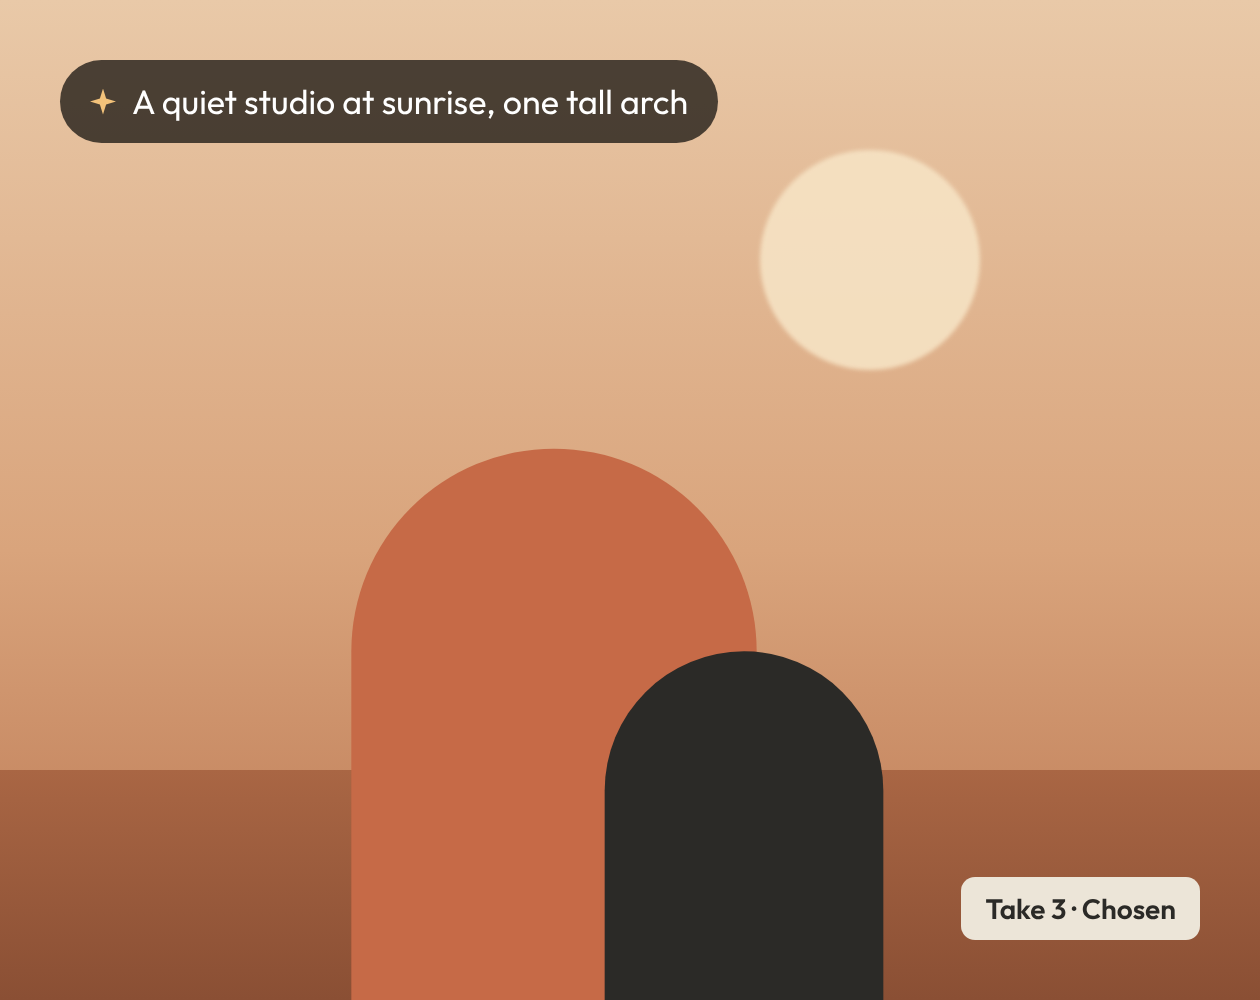 A quiet studio at sunrise, one tall arch
Take 3 · Chosen